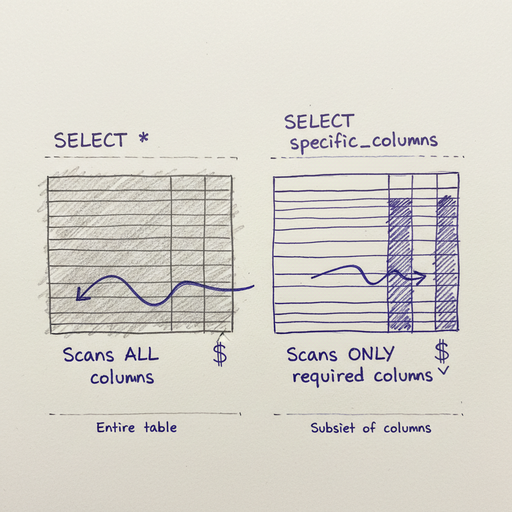 SELECT *
SELECT
specific_columns
Scans ALL
columns
$
Scans ONLY
required columns
$
Entire table
Subsiet of columns